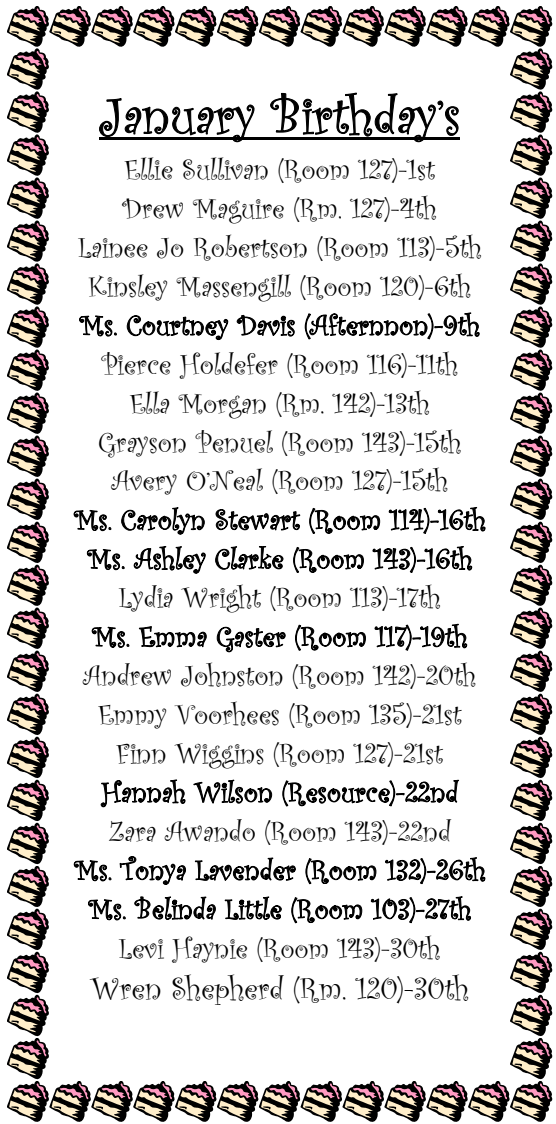 January Birthday's
Ellie Sullivan (Room 127)-1st
Drew Maguire (Rm. 127)-4th
Lainee Jo Robertson (Room 113)-5th
Kinsley Massengill (Room 120)-6th
Ms. Courtney Davis (Afternnon)-9th
Pierce Holdefer (Room 116)-11th
Ella Morgan (Rm. 142)-13th
Grayson Penuel (Room 143)-15th
Avery O'Neal (Room 127)-15th
Ms. Carolyn Stewart (Room 114)-16th
Ms. Ashley Clarke (Room 143)-16th
Lydia Wright (Room 113)-17th
Ms. Emma Gaster (Room 117)-19th
Andrew Johnston (Room 142)-20th
Emmy Voorhees (Room 135)-21st
Finn Wiggins (Room 127)-21st
Hannah Wilson (Resource)-22nd
Zara Awando (Room 143)-22nd
Ms. Tonya Lavender (Room 132)-26th
Ms. Belinda Little (Room 103)-27th
Levi Haynie (Room 143)-30th
Wren Shepherd (Rm. 120)-30th